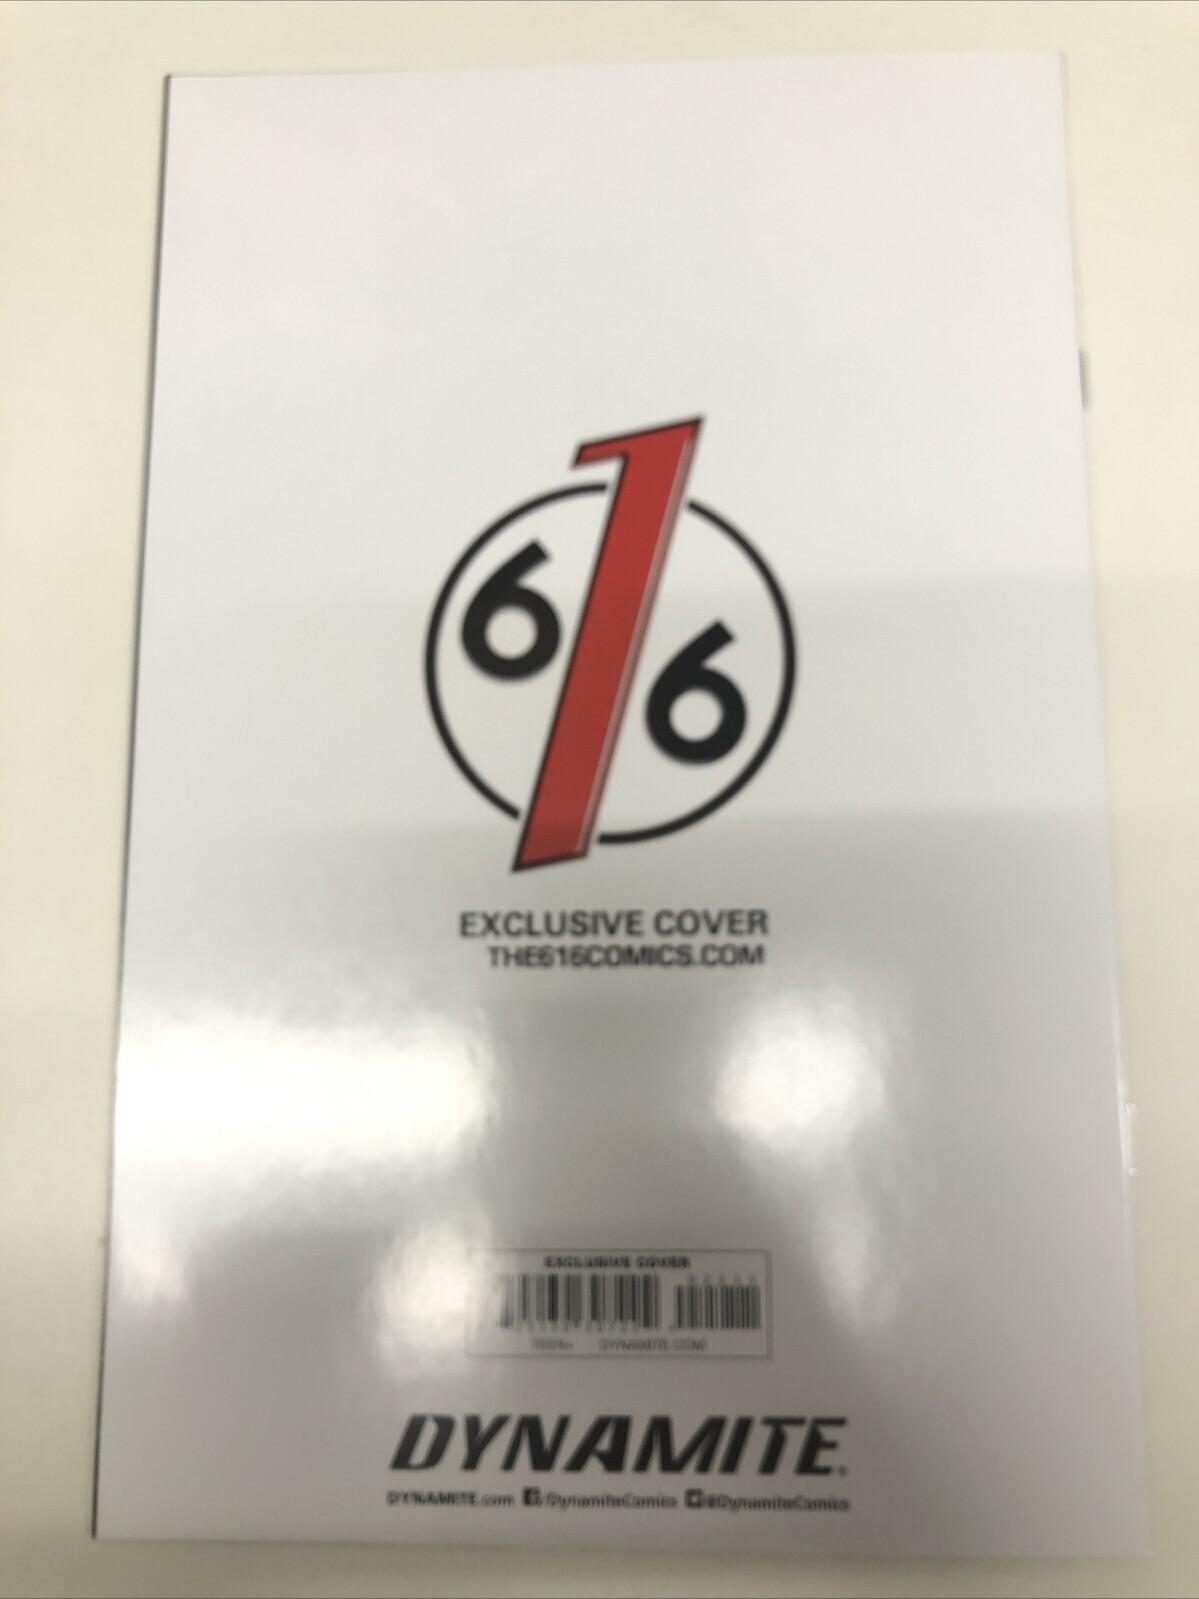 616
EXCLUSIVE COVER
THE616COMICS.COM
EXCLUSIVE COVER
DYNAMITE.COM
DYNAMITE.
DYNAMITE.com f/DynamiteComics @DynamiteComics